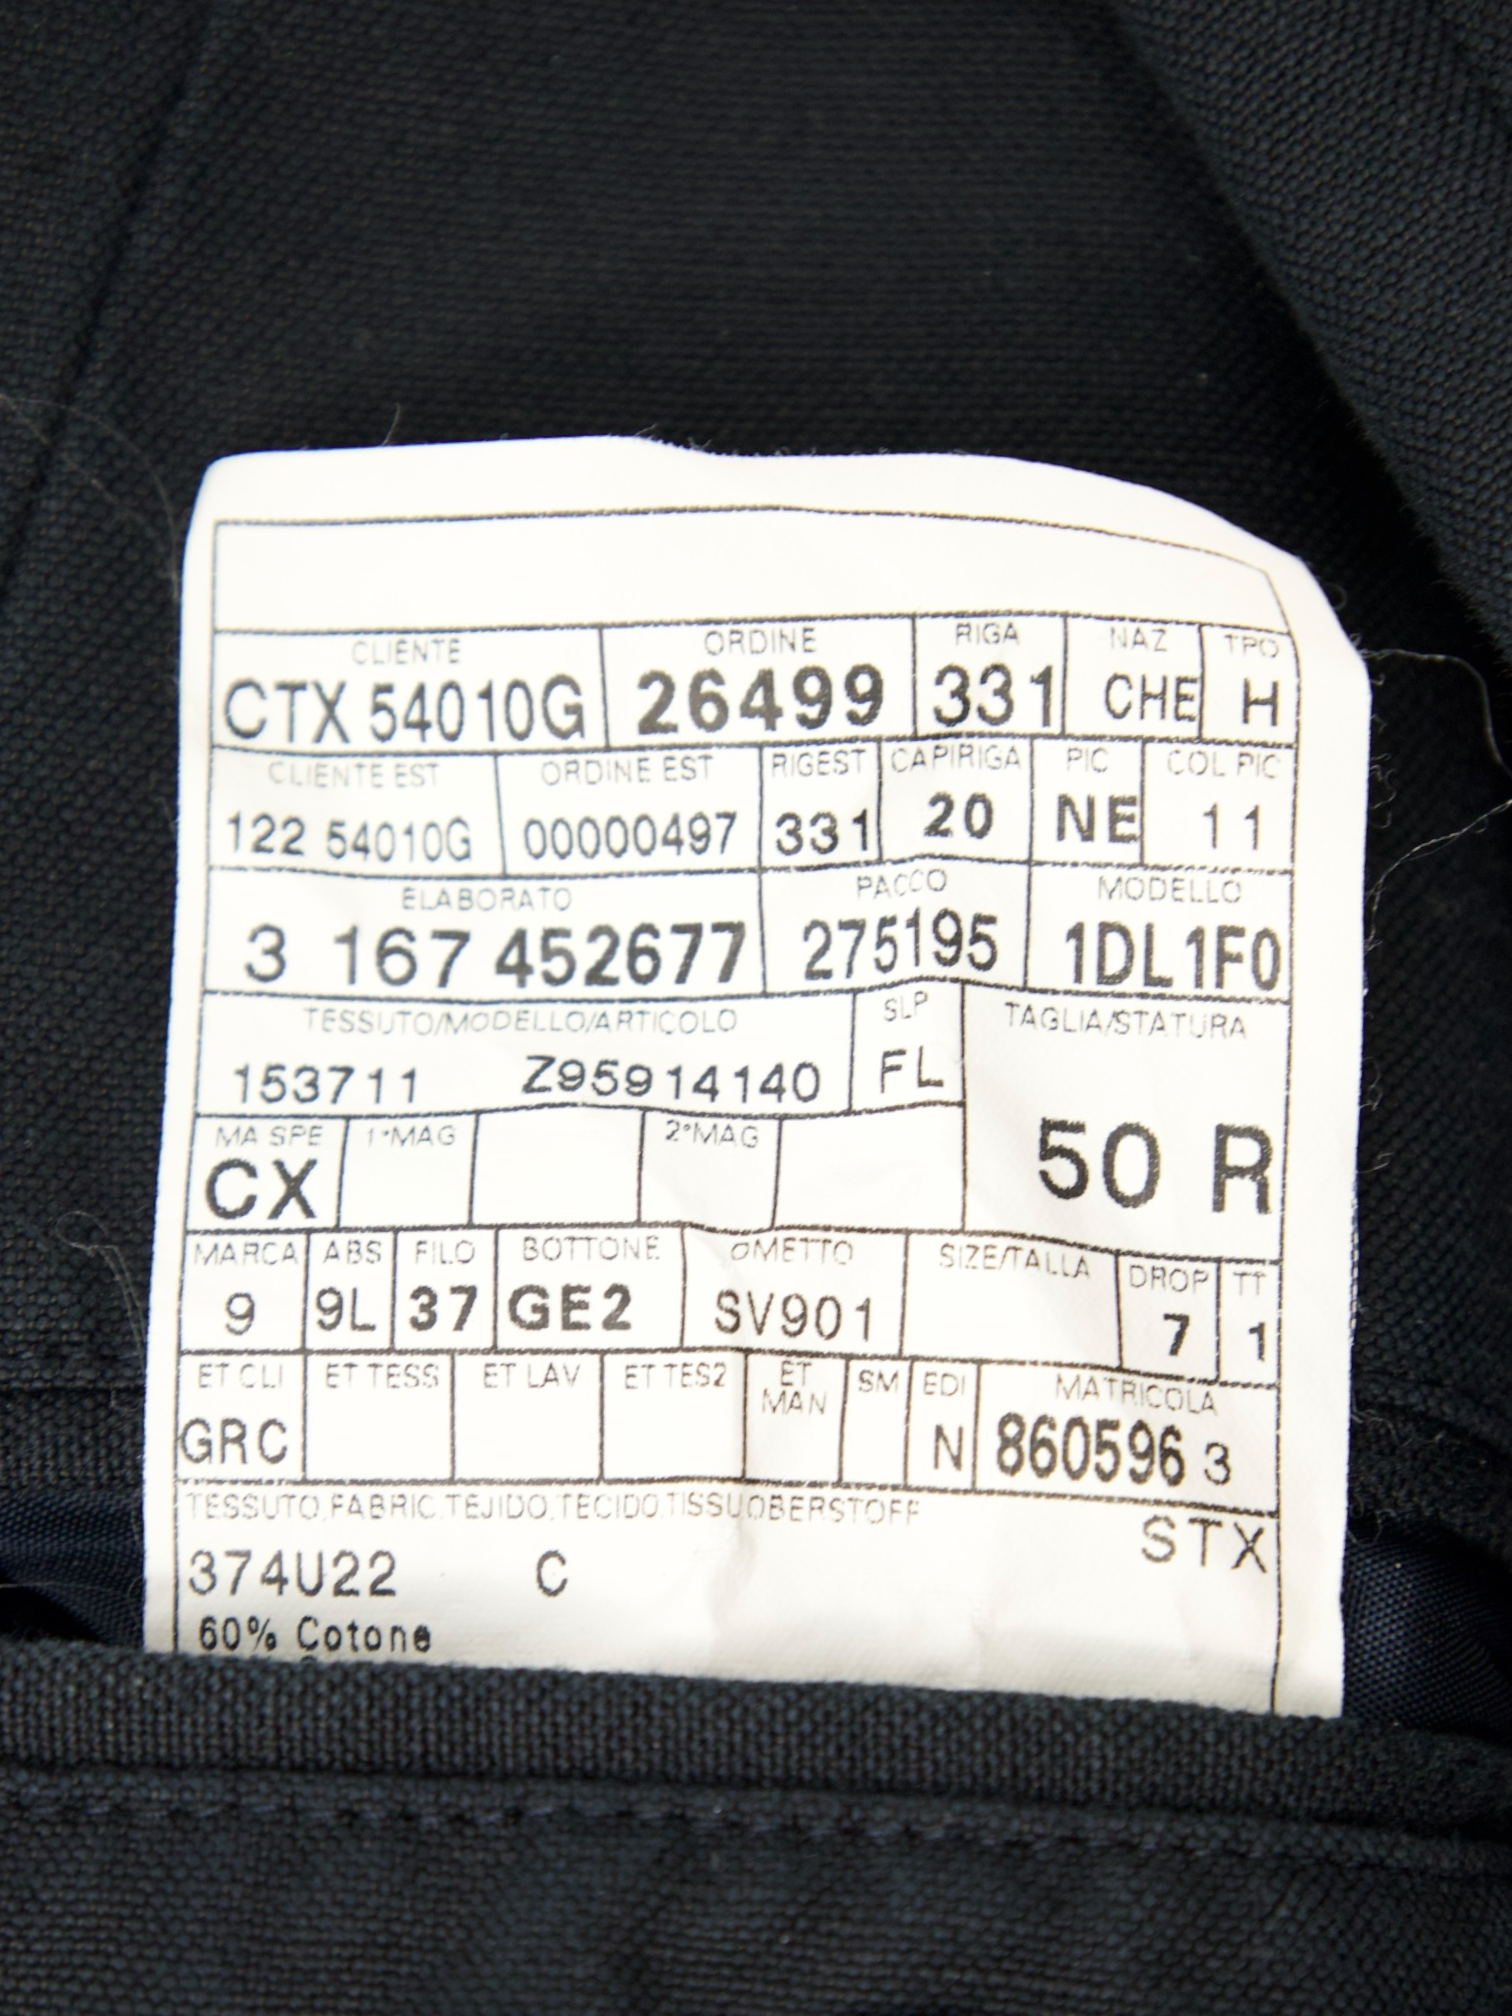 CLIENTE ORDINE RIGA NAZ TPO
CTX 54010G 26499 331 CHE H
CLIENTE EST ORDINE EST RIGEST CAPIRIGA PIC COL PIC
122 54010G 00000497 331 20 NE 11
ELABORATO PACCO MODELLO
3 167 452677 275195 1DL1F0
TESSUTO/MODELLO/ARTICOLO SLP TAGLIA/STATURA
153711 Z95914140 FL
MA SPE 1°MAG 2°MAG
CX 50 R
MARCA ABS FILO BOTTONE OMETTO SIZE/TALLA DROP TT
9 9L 37 GE2 SV901 7 1
ET CLI ET TESS ET LAV ET TES2 ET MAN SM EDI MATRICOLA
GRC N 860596 3
TESSUTO,FABRIC,TEJIDO,TECIDO,TISSU,OBERSTOFF
STX
374U22 C
60% Cotone